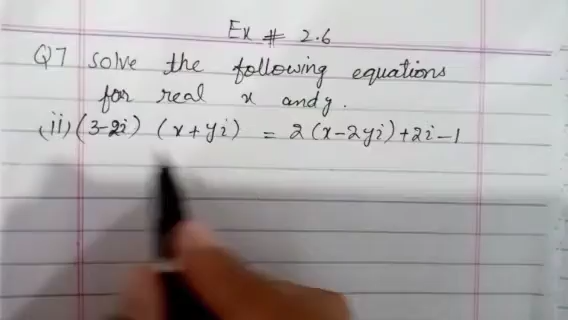 Ex # 2.6
Q7 solve the following equations
for real x and y.
(ii) (3-2i) (x+yi) = 2(x-2yi)+2i-1